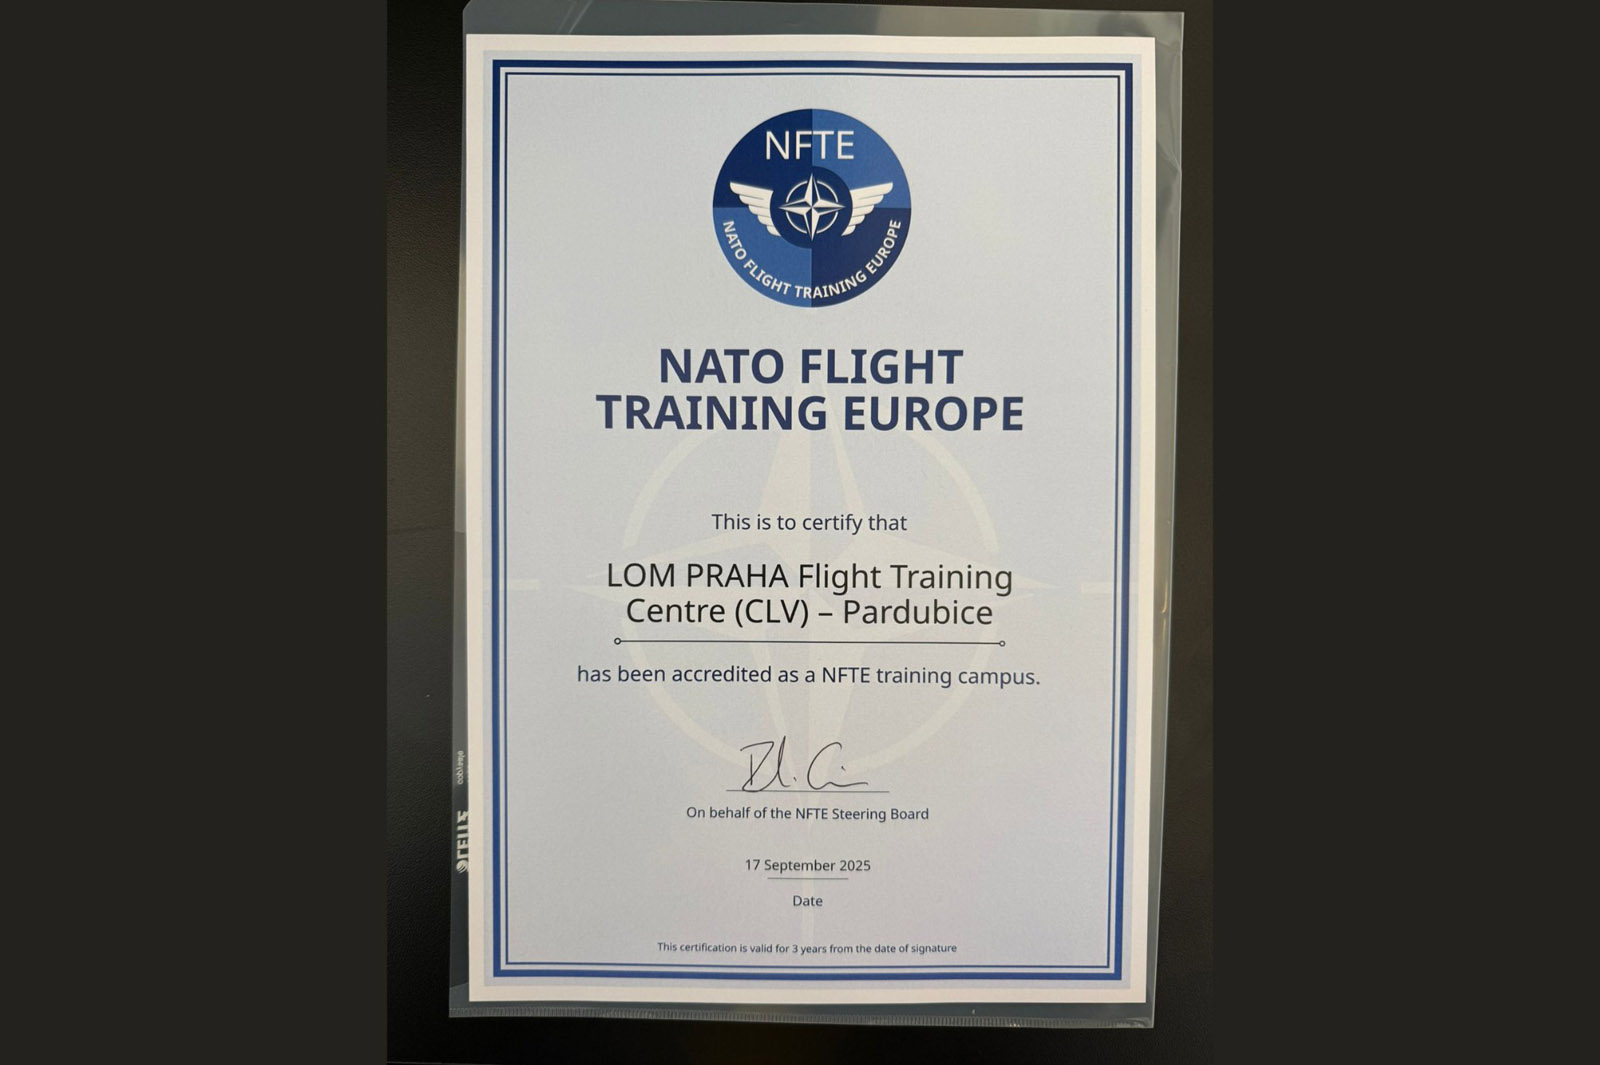 NFTE
NATO FLIGHT TRAINING EUROPE
NATO FLIGHT
TRAINING EUROPE
This is to certify that
LOM PRAHA Flight Training
Centre (CLV) – Pardubice
has been accredited as a NFTE training campus.
On behalf of the NFTE Steering Board
17 September 2025
Date
This certification is valid for 3 years from the date of signature